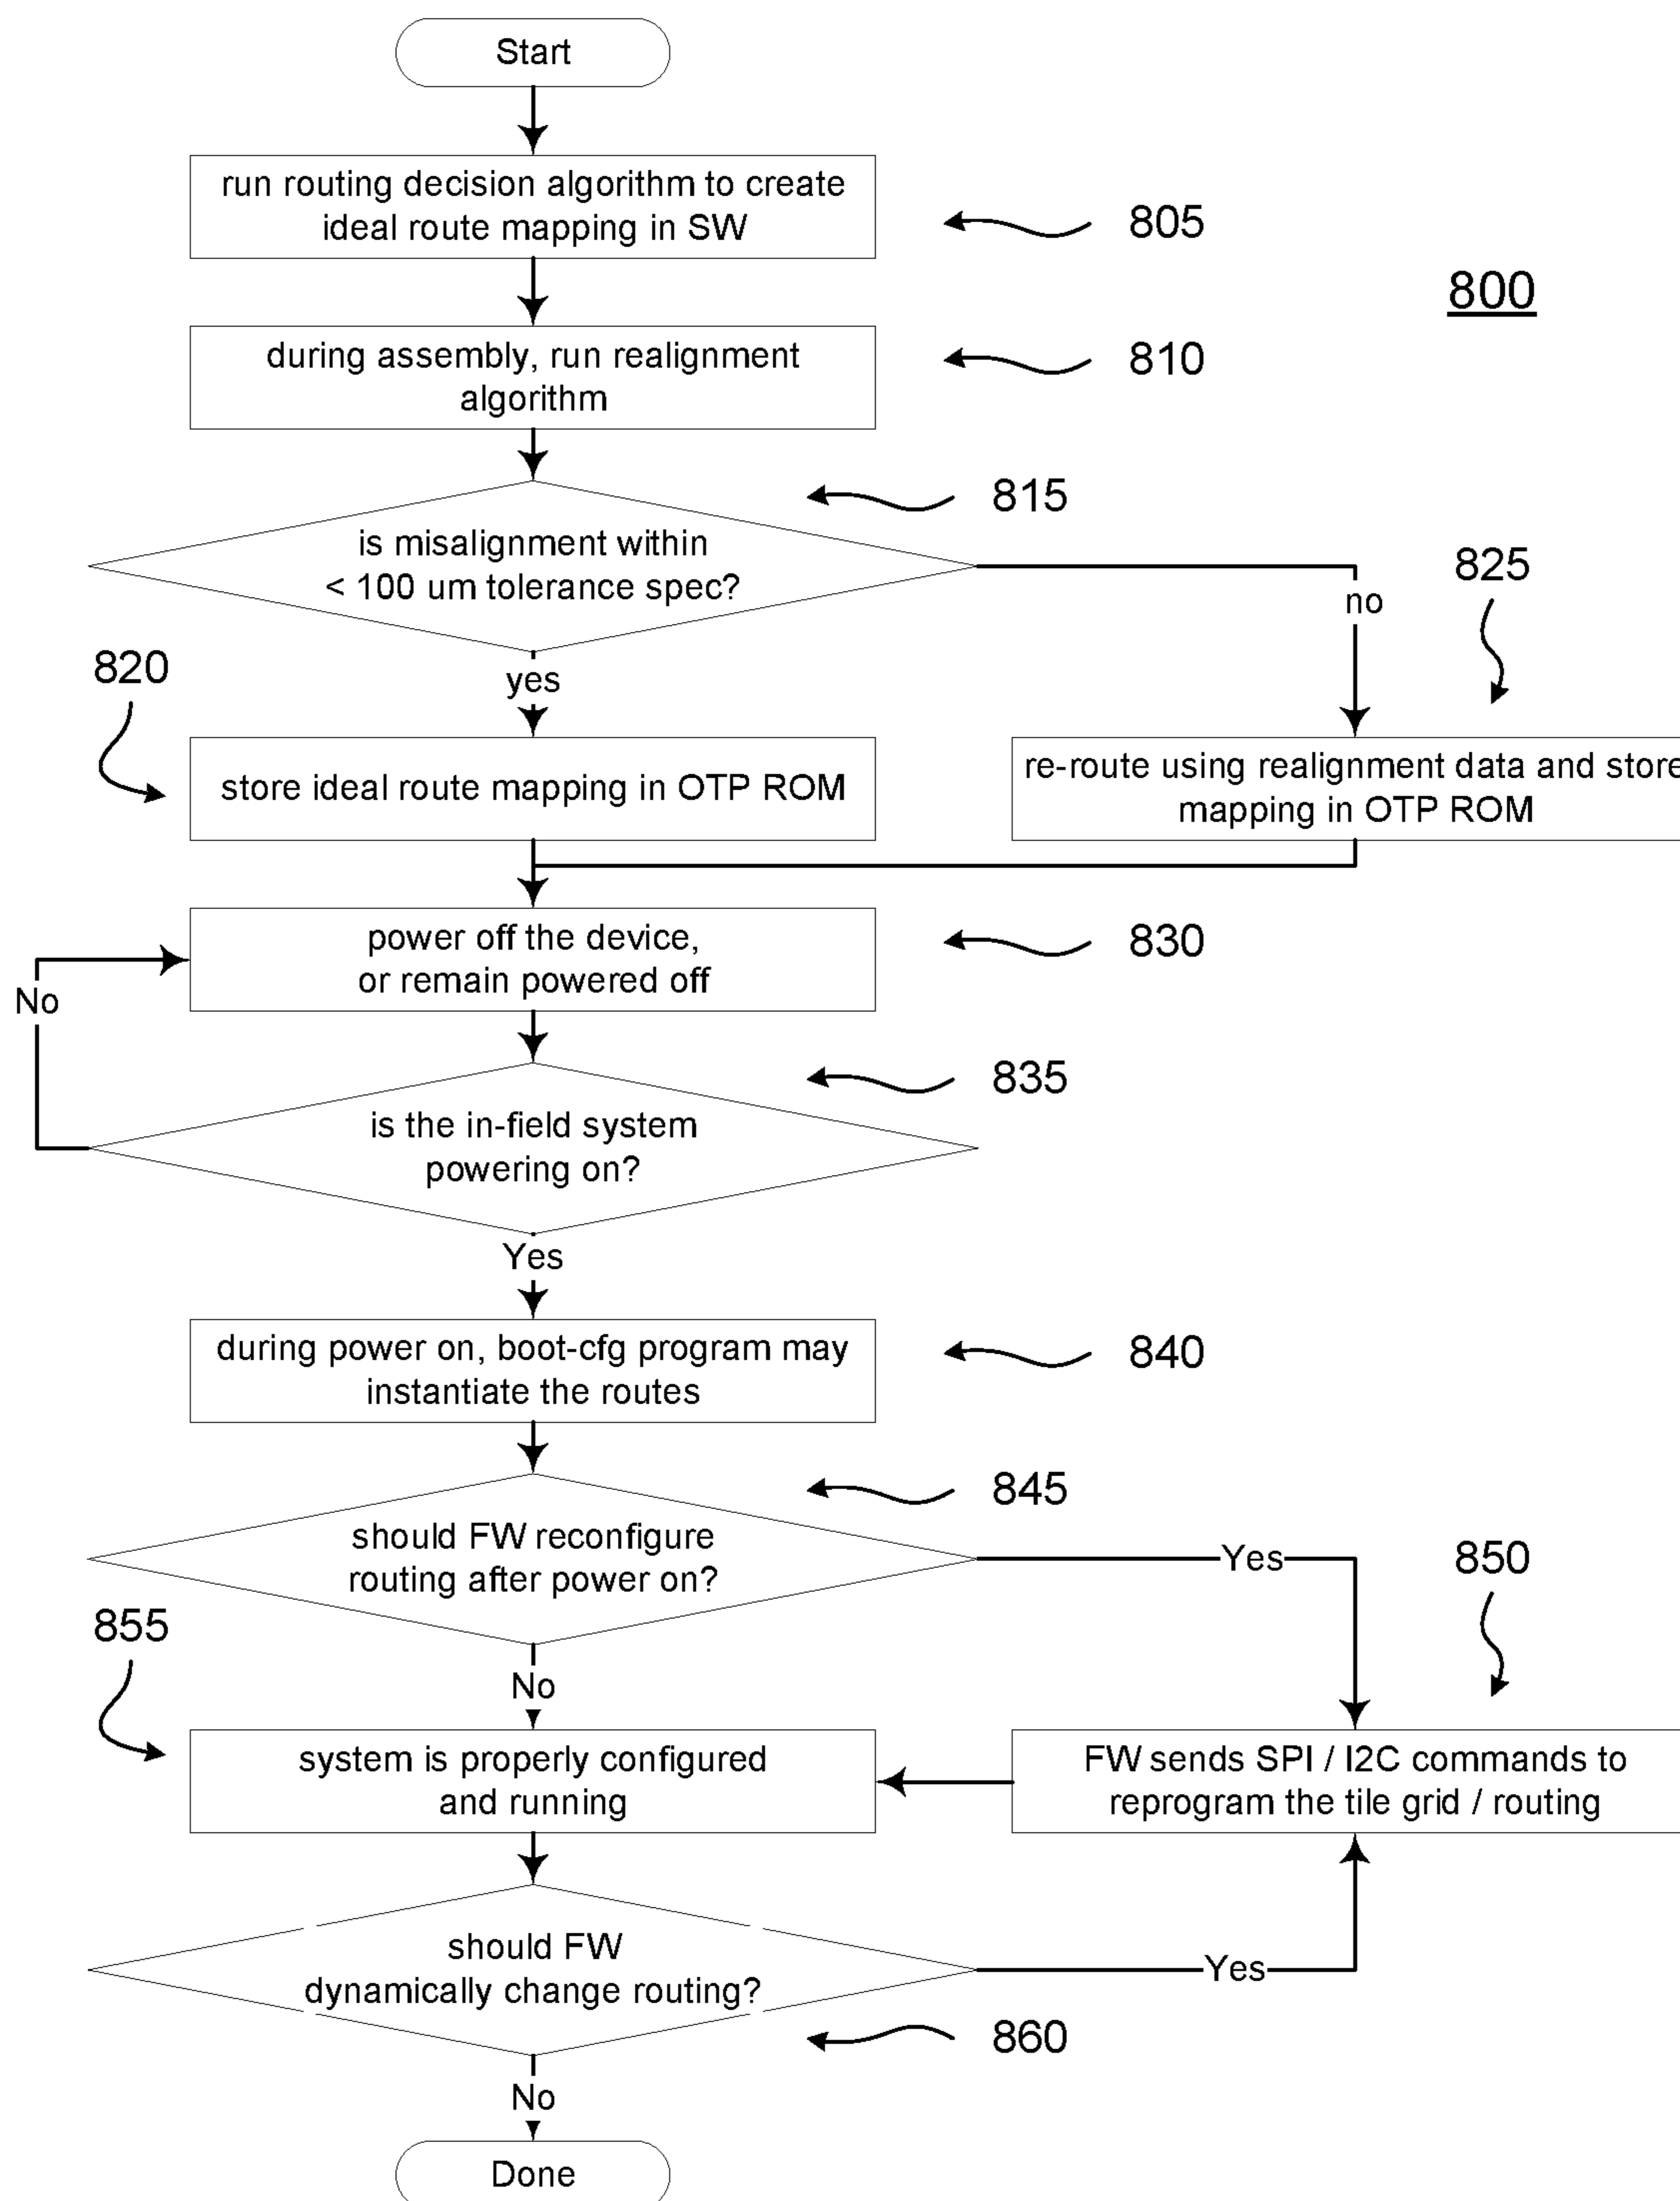 Start
run routing decision algorithm to create
ideal route mapping in SW
805
800
during assembly, run realignment
algorithm
810
815
is misalignment within
< 100 um tolerance spec?
825
no
820
yes
store ideal route mapping in OTP ROM
re-route using realignment data and store
mapping in OTP ROM
power off the device,
or remain powered off
830
No
835
is the in-field system
powering on?
Yes
during power on, boot-cfg program may
instantiate the routes
840
845
should FW reconfigure
routing after power on?
Yes
850
855
No
system is properly configured
and running
FW sends SPI / I2C commands to
reprogram the tile grid / routing
should FW
dynamically change routing?
Yes
860
No
Done